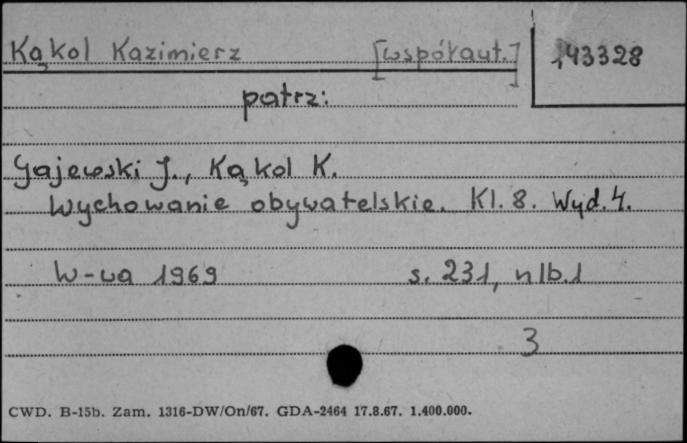 Kąkol Kazimierz [współaut.] 143328
patrz:
Gajewski J., Kąkol K.
Wychowanie obywatelskie. Kl. 8. Wyd. 4.
W-wa 1969 s. 231, nlb. 1
3
CWD. B-15b. Zam. 1316-DW/On/67. GDA-2464 17.8.67. 1.400.000.